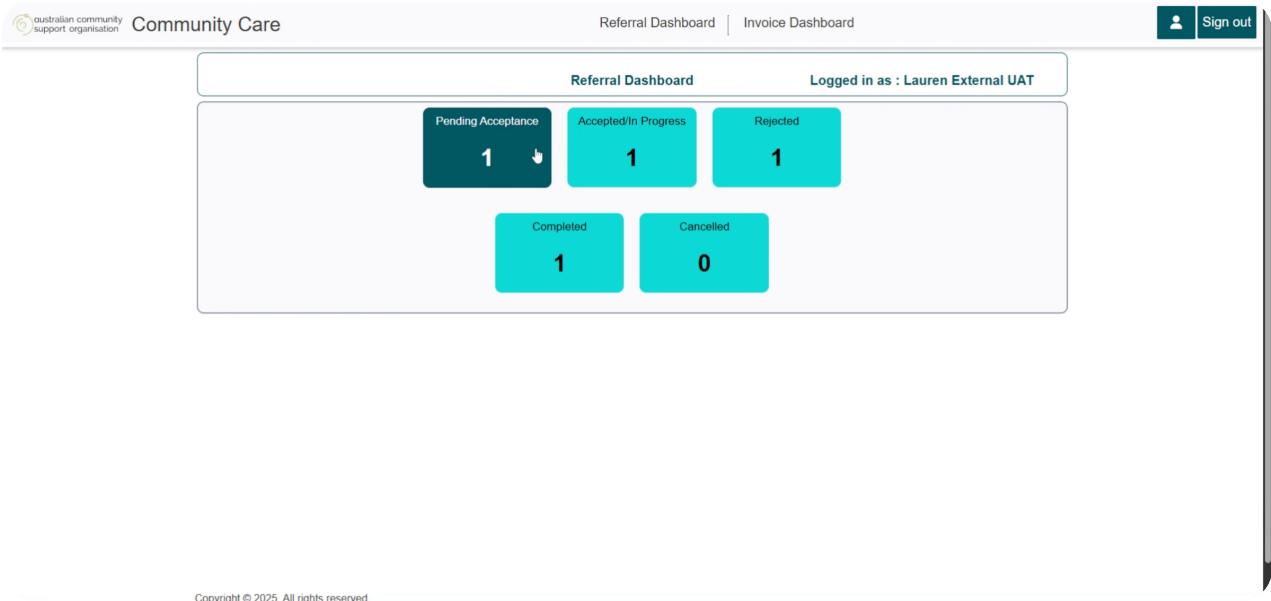 australian community
support organisation
Community Care
Referral Dashboard
Invoice Dashboard
Sign out
Referral Dashboard
Logged in as : Lauren External UAT
Pending Acceptance
1
Accepted/In Progress
1
Rejected
1
Completed
1
Cancelled
0
Copyright © 2025. All rights reserved.